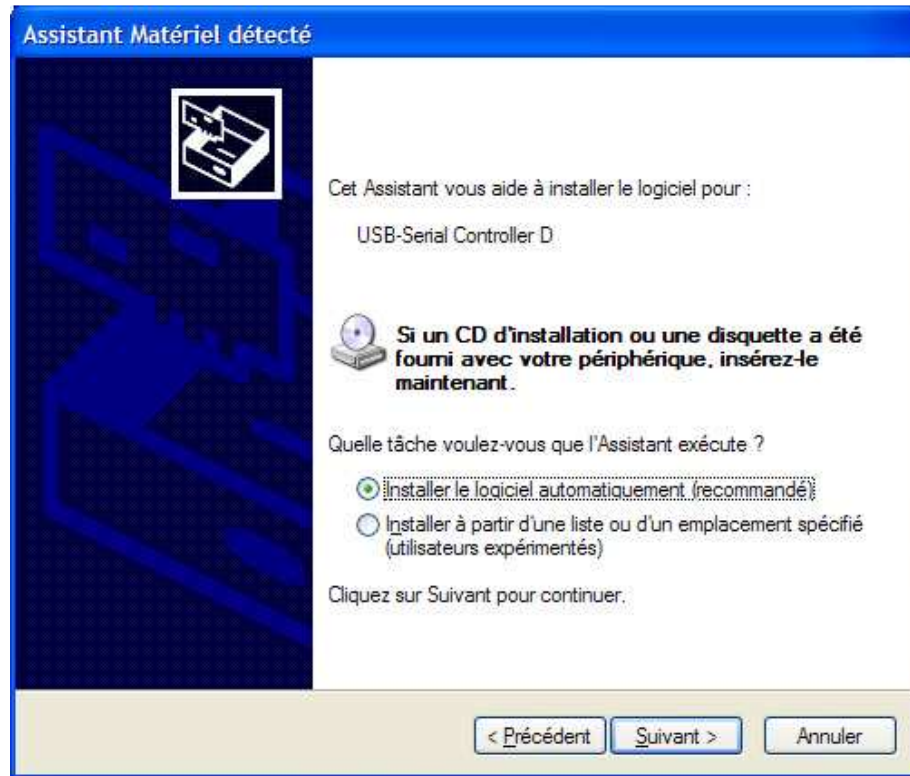 Assistant Matériel détecté
Cet Assistant vous aide à installer le logiciel pour :
USB-Serial Controller D
Si un CD d'installation ou une disquette a été
fourni avec votre périphérique, insérez-le
maintenant.
Quelle tâche voulez-vous que l'Assistant exécute ?
Installer le logiciel automatiquement (recommandé)
Installer à partir d'une liste ou d'un emplacement spécifié
(utilisateurs expérimentés)
Cliquez sur Suivant pour continuer.
< Précédent Suivant > Annuler